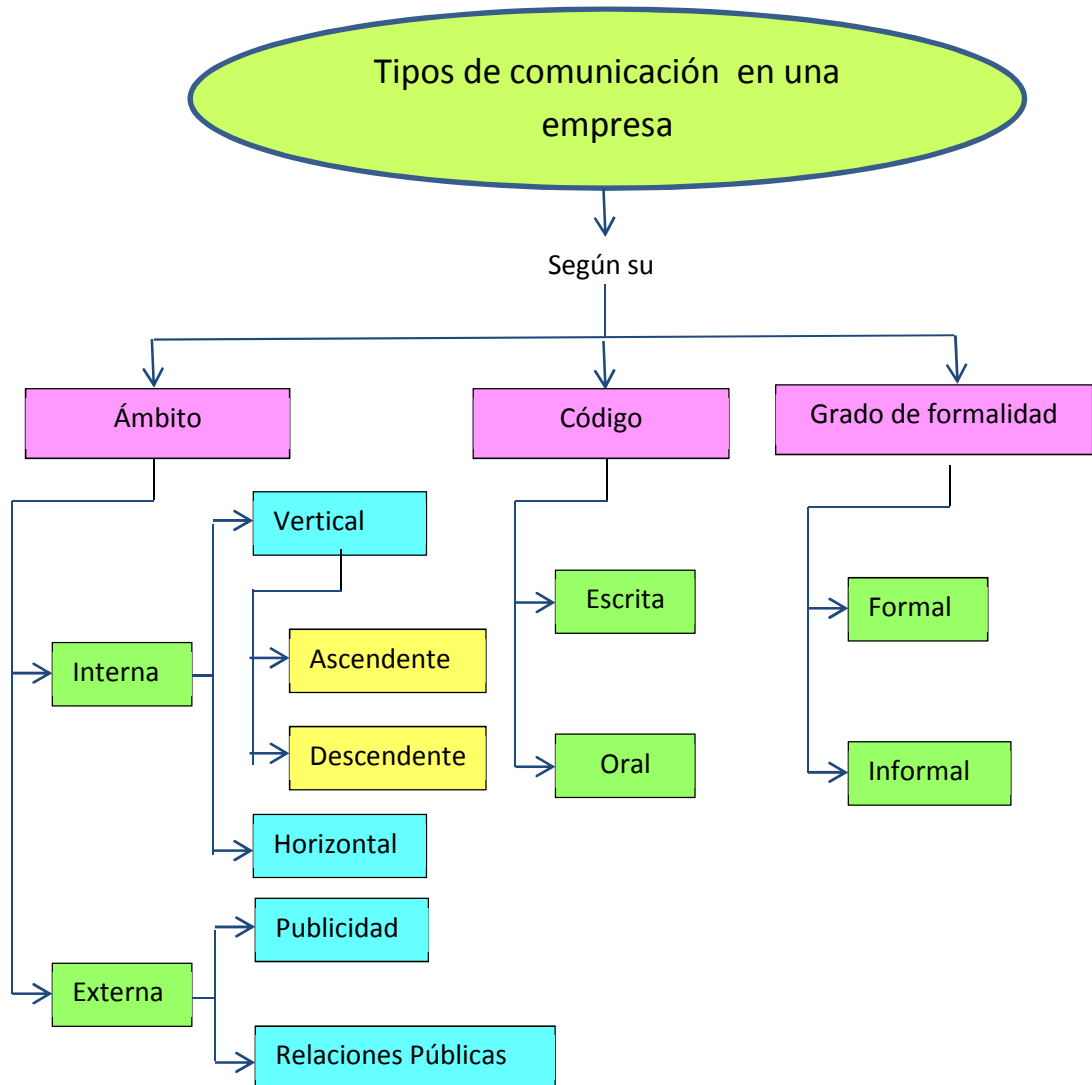 Tipos de comunicación en una
empresa
Según su
Ámbito
Código
Grado de formalidad
Vertical
Escrita
Formal
Interna
Ascendente
Descendente
Oral
Informal
Horizontal
Publicidad
Externa
Relaciones Públicas